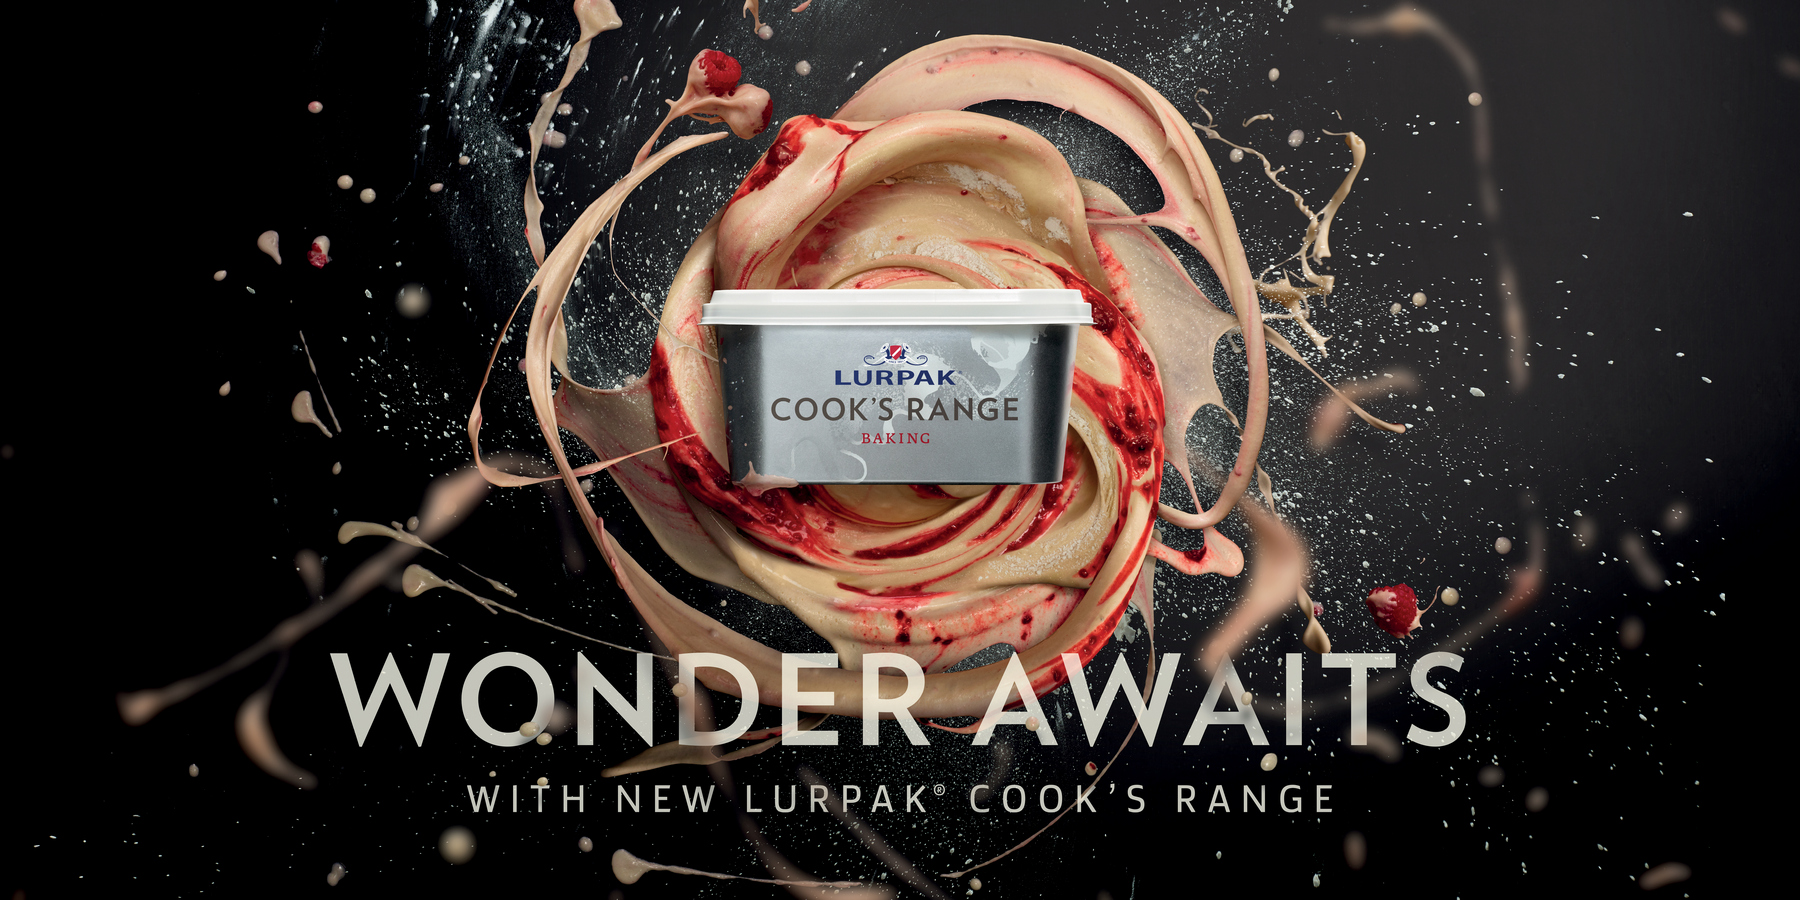 LURPAK
COOK'S RANGE
BAKING
WONDER AWAITS
WITH NEW LURPAK® COOK'S RANGE